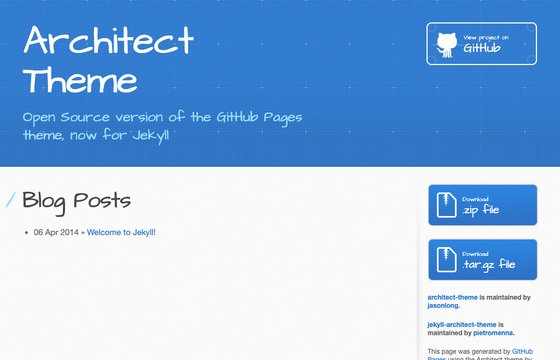 Architect
Theme
Open Source version of the GitHub Pages
theme, now for Jekyll
View project on
GitHub
Blog Posts
06 Apr 2014 » Welcome to Jekyll!
Download
.zip file
Download
.tar.gz file
architect-theme is maintained by
jasonlong.
jekyll-architect-theme is
maintained by pietromenna.
This page was generated by GitHub
Pages using the Architect theme by